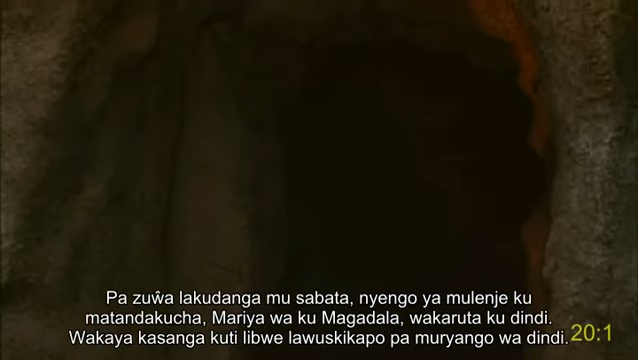 Pa zuŵa lakudanga mu sabata, nyengo ya mulenje ku
matandakucha, Mariya wa ku Magadala, wakaruta ku dindi.
Wakaya kasanga kuti libwe lawuskikapo pa muryango wa dindi.
20:1